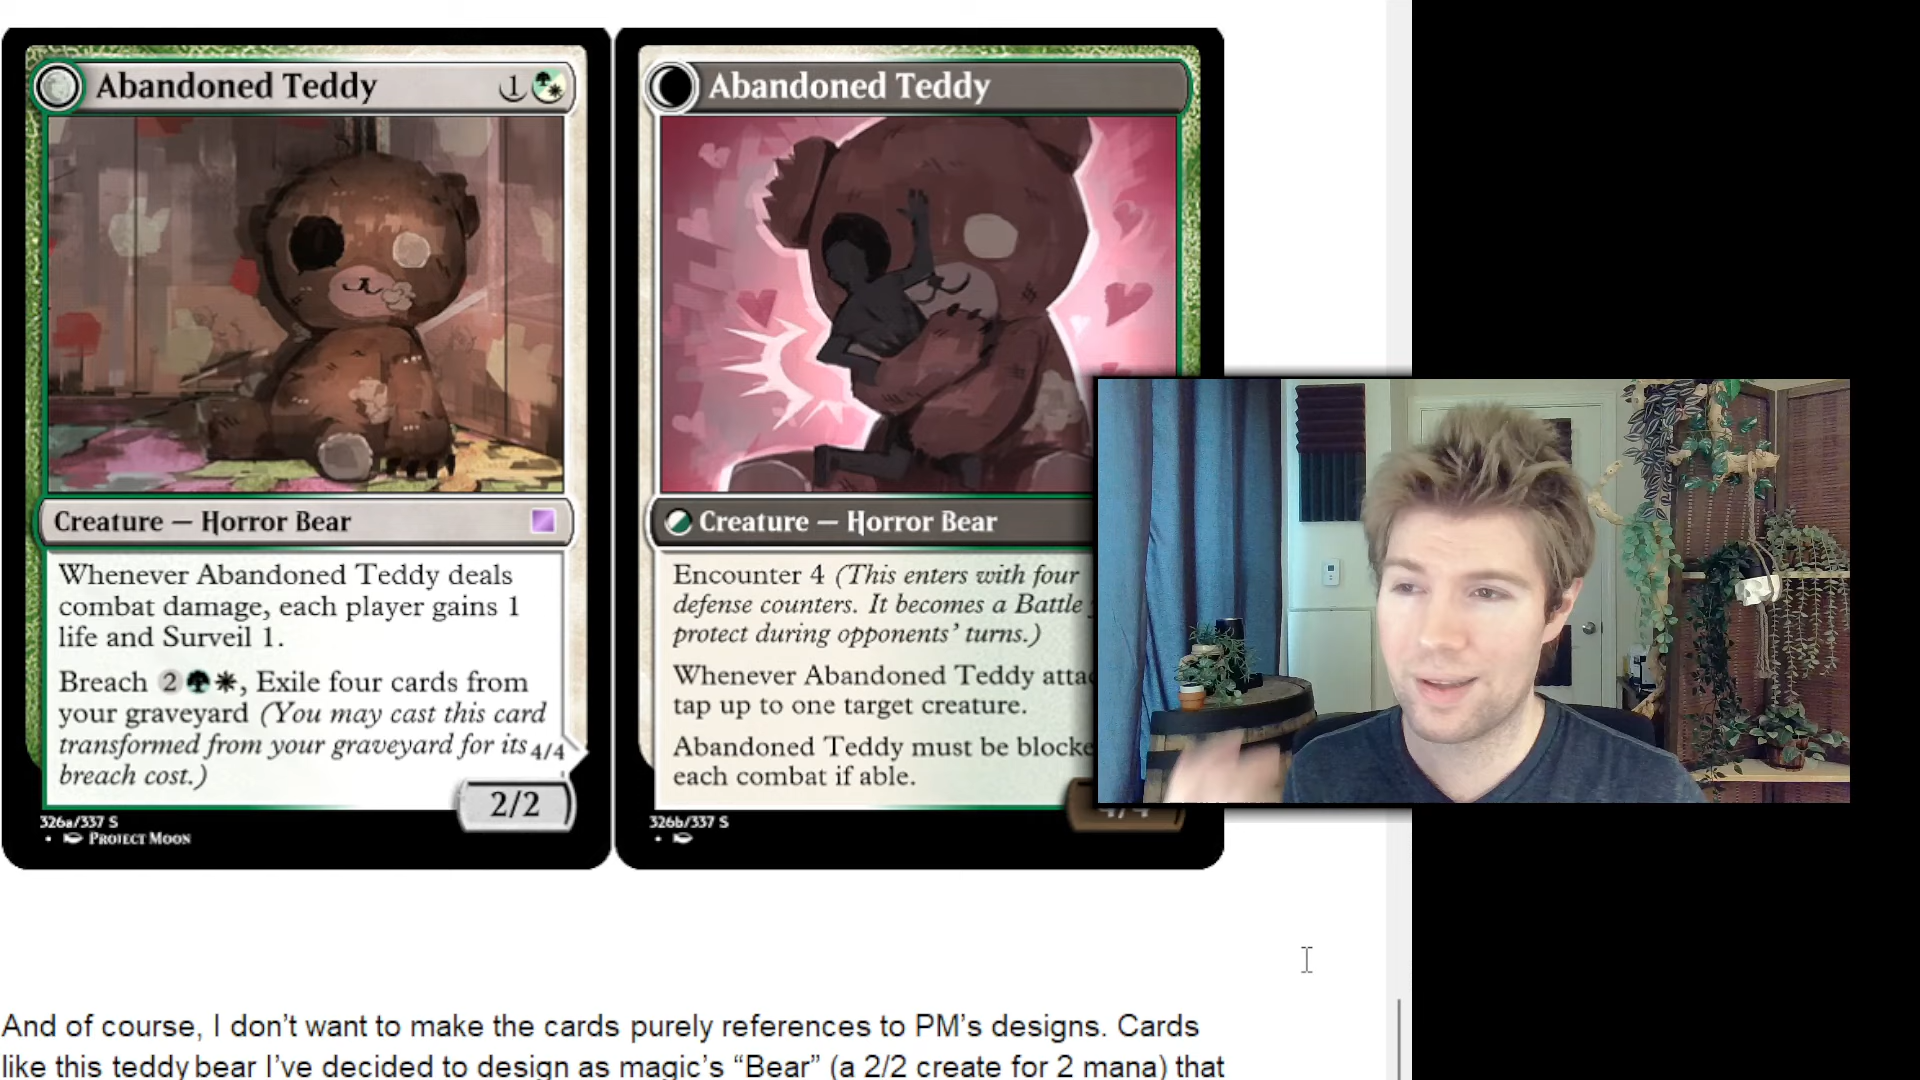 Abandoned Teddy
1
Creature — Horror Bear
Whenever Abandoned Teddy deals
combat damage, each player gains 1
life and Surveil 1.
Breach 2, Exile four cards from
your graveyard (You may cast this card
transformed from your graveyard for its 4/4
breach cost.)
2/2
326a/337 S
• Project Moon
Abandoned Teddy
Creature — Horror Bear
Encounter 4 (This enters with four
defense counters. It becomes a Battle
protect during opponents’ turns.)
Whenever Abandoned Teddy
tap up to one target creature.
Abandoned Teddy must be
each combat if able.
326b/337 S
And of course, I don’t want to make the cards purely references to PM’s designs. Cards
like this teddy bear I’ve decided to design as magic’s “Bear” (a 2/2 create for 2 mana) that